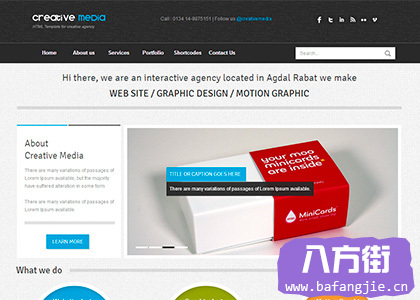 creative media
HTML Template for creative agency
Call : 0134 14-9975151 | Follow us @creativemedia
Home About us Services Portfolio Shortcodes Contact Us
Search
Hi there, we are an interactive agency located in Agdal Rabat we make
WEB SITE / GRAPHIC DESIGN / MOTION GRAPHIC
About
Creative Media
There are many variations of passages of
Lorem Ipsum available, but the majority
have suffered alteration in some form
There are many variations of passages of
Lorem Ipsum available.
LEARN MORE
your moo
minicards
are inside
TITLE OR CAPTION GOES HERE
There are many variations of passages of Lorem Ipsum available.
MiniCards
What we do
八方街
www.bafangjie.cn